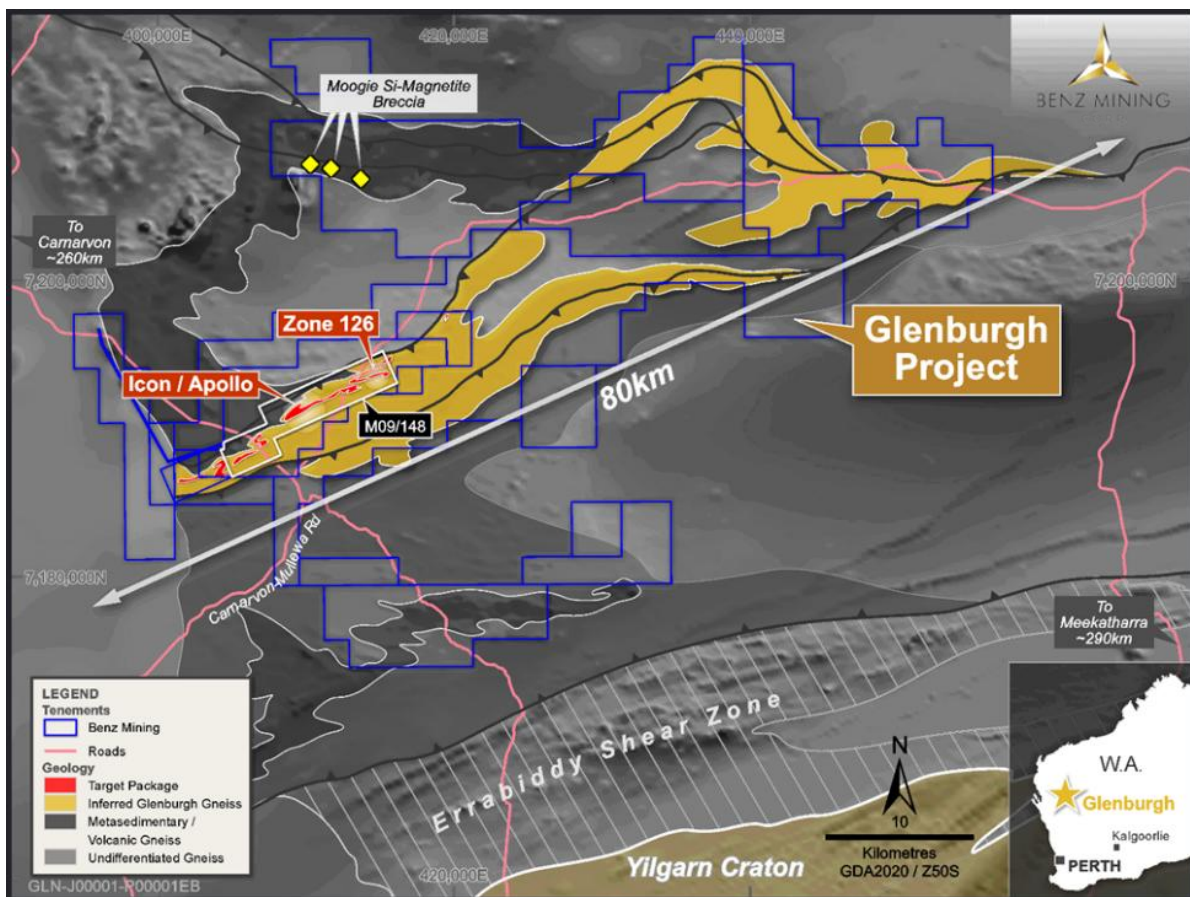 400,000E
420,000E
440,000E
Moogie Si-Magnetite
Breccia
BENZ MINING
To
Carnarvon
~260km
7,200,000N
7,200,000N
Zone 126
Icon / Apollo
Glenburgh
Project
80km
M09/148
7,180,000N
Carnarvon-Mullewa Rd
To
Meekatharra
~290km
LEGEND
Tenements
Benz Mining
Roads
Geology
Target Package
Inferred Glenburgh Gneiss
Metasedimentary /
Volcanic Gneiss
Undifferentiated Gneiss
GLN-J00001-P00001EB
Errabiddy Shear Zone
N
10
Kilometres
GDA2020 / Z50S
420,000E
Yilgarn Craton
W.A.
Glenburgh
Kalgoorlie
PERTH